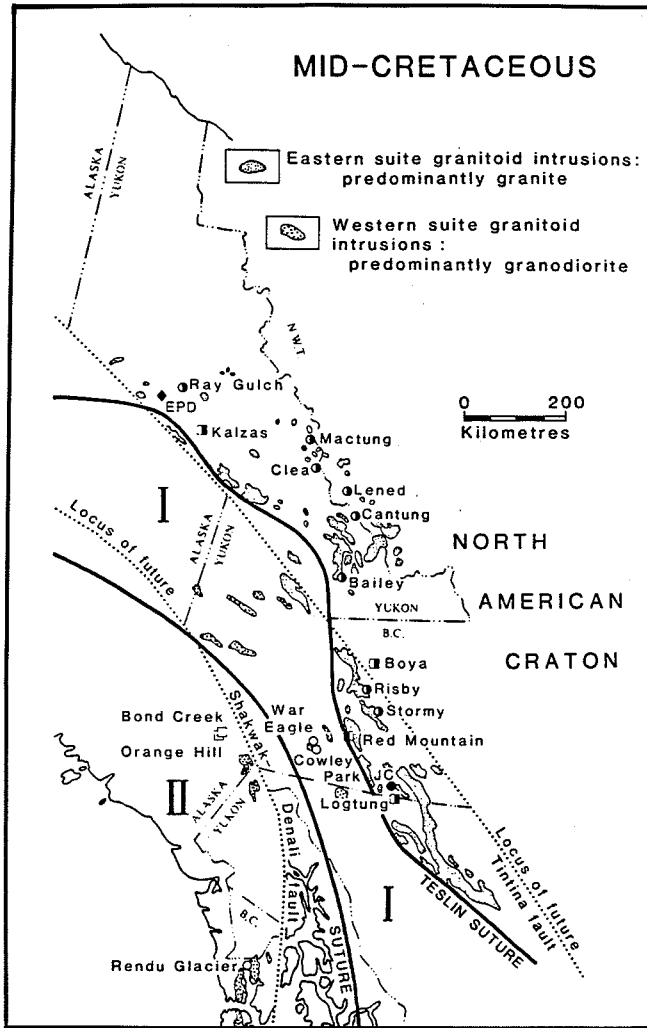 MID-CRETACEOUS
Eastern suite granitoid intrusions:
predominantly granite
Western suite granitoid
intrusions :
predominantly granodiorite
ALASKA
YUKON
N.W.T
Ray Gulch
EPD
Kalzas
Mactung
Clea
Lened
Cantung
Bailey
0 200
Kilometres
NORTH
AMERICAN
CRATON
I
Locus of future
ALASKA
YUKON
YUKON
B.C.
Boya
Risby
Stormy
Red Mountain
War
Eagle
Cowley
Park
JC
Logtung
Bond Creek
Orange Hill
Shakwak
Denali
fault
II
ALASKA
YUKON
B.C.
Rendu Glacier
SUTURE
I
TESLIN SUTURE
Locus of future
Tintina fault